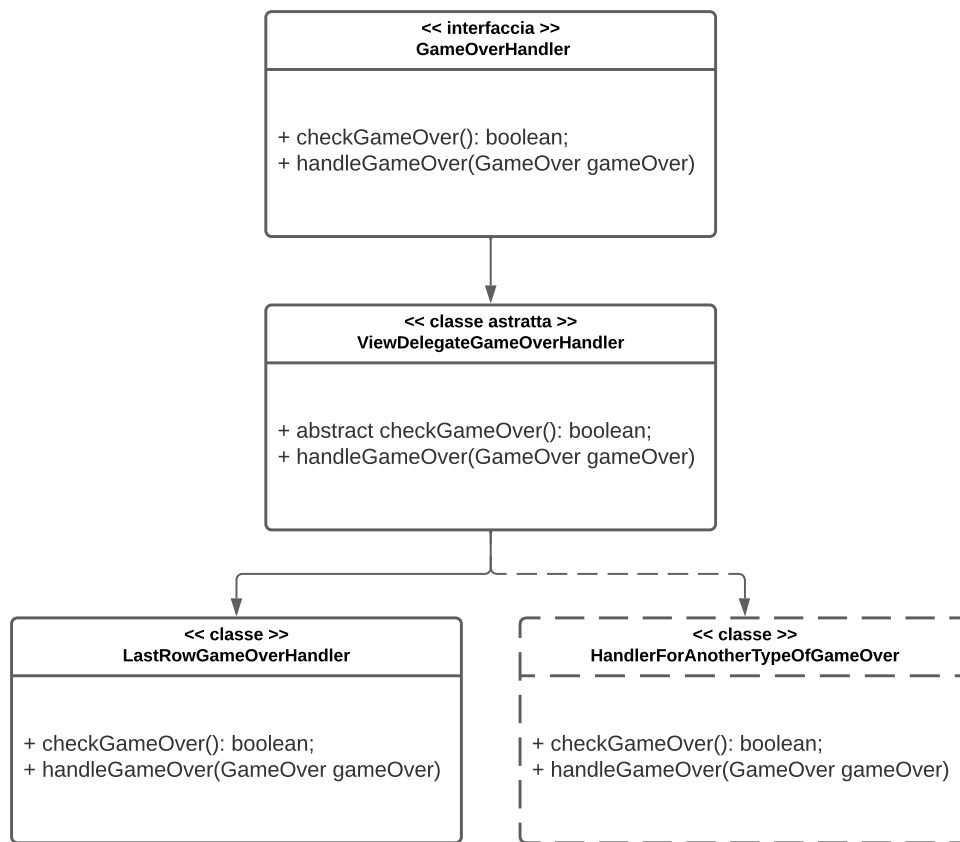 << interfaccia >>
GameOverHandler
+ checkGameOver(): boolean;
+ handleGameOver(GameOver gameOver)
<< classe astratta >>
ViewDelegateGameOverHandler
+ abstract checkGameOver(): boolean;
+ handleGameOver(GameOver gameOver)
<< classe >>
LastRowGameOverHandler
+ checkGameOver(): boolean;
+ handleGameOver(GameOver gameOver)
<< classe >>
HandlerForAnotherTypeOfGameOver
+ checkGameOver(): boolean;
+ handleGameOver(GameOver gameOver)